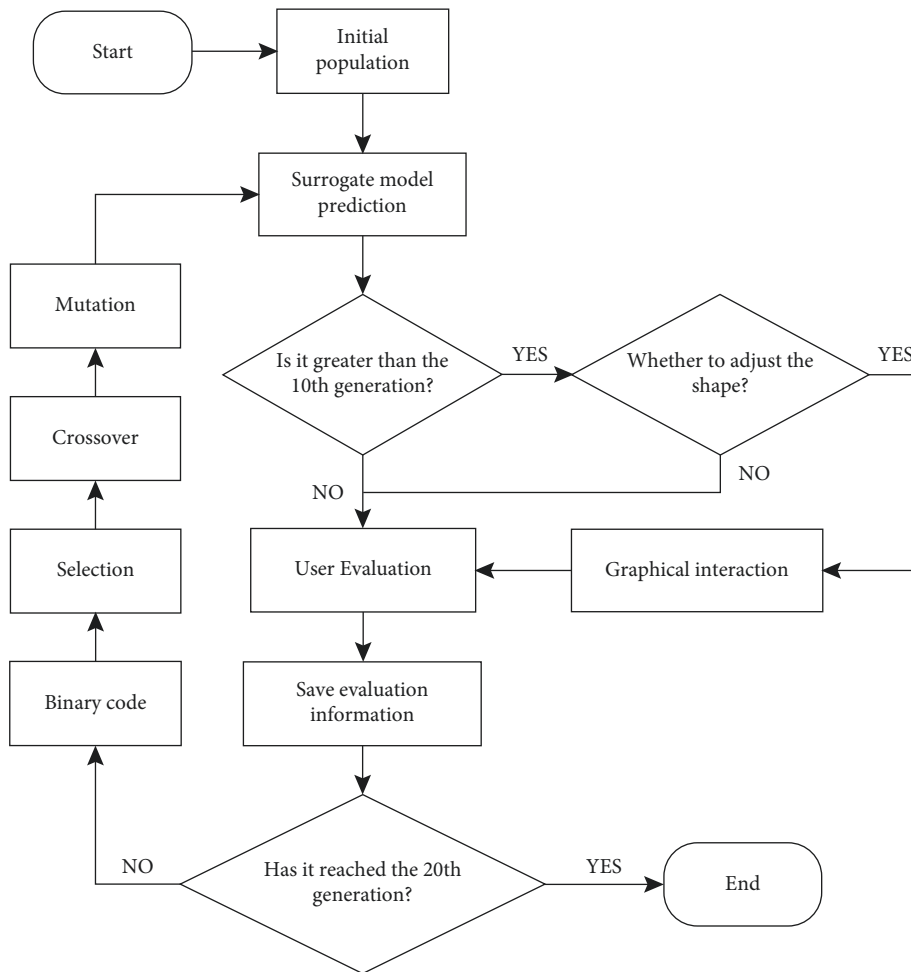 Start
Initial
population
Surrogate model
prediction
Mutation
Is it greater than the
10th generation?
YES
Whether to adjust the
shape?
YES
Crossover
NO
NO
Selection
User Evaluation
Graphical interaction
Binary code
Save evaluation
information
NO
Has it reached the 20th
generation?
YES
End